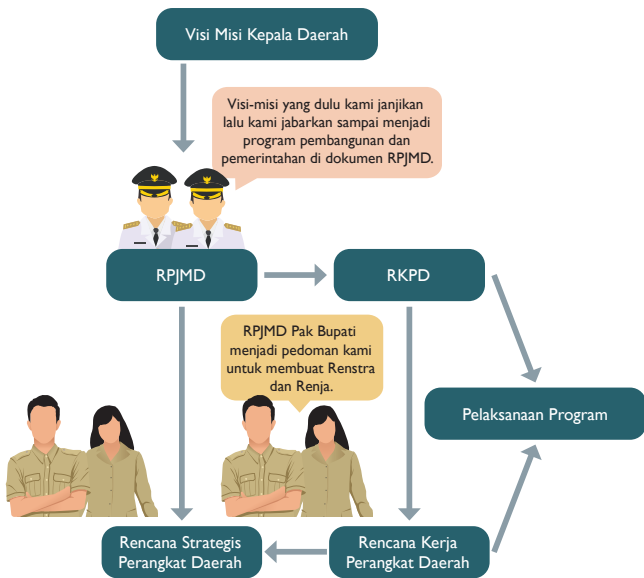 Visi Misi Kepala Daerah
Visi-misi yang dulu kami janjikan
lalu kami jabarkan sampai menjadi
program pembangunan dan
pemerintahan di dokumen RPJMD.
RPJMD
RKPD
RPJMD Pak Bupati
menjadi pedoman kami
untuk membuat Renstra
dan Renja.
Pelaksanaan Program
Rencana Strategis
Perangkat Daerah
Rencana Kerja
Perangkat Daerah